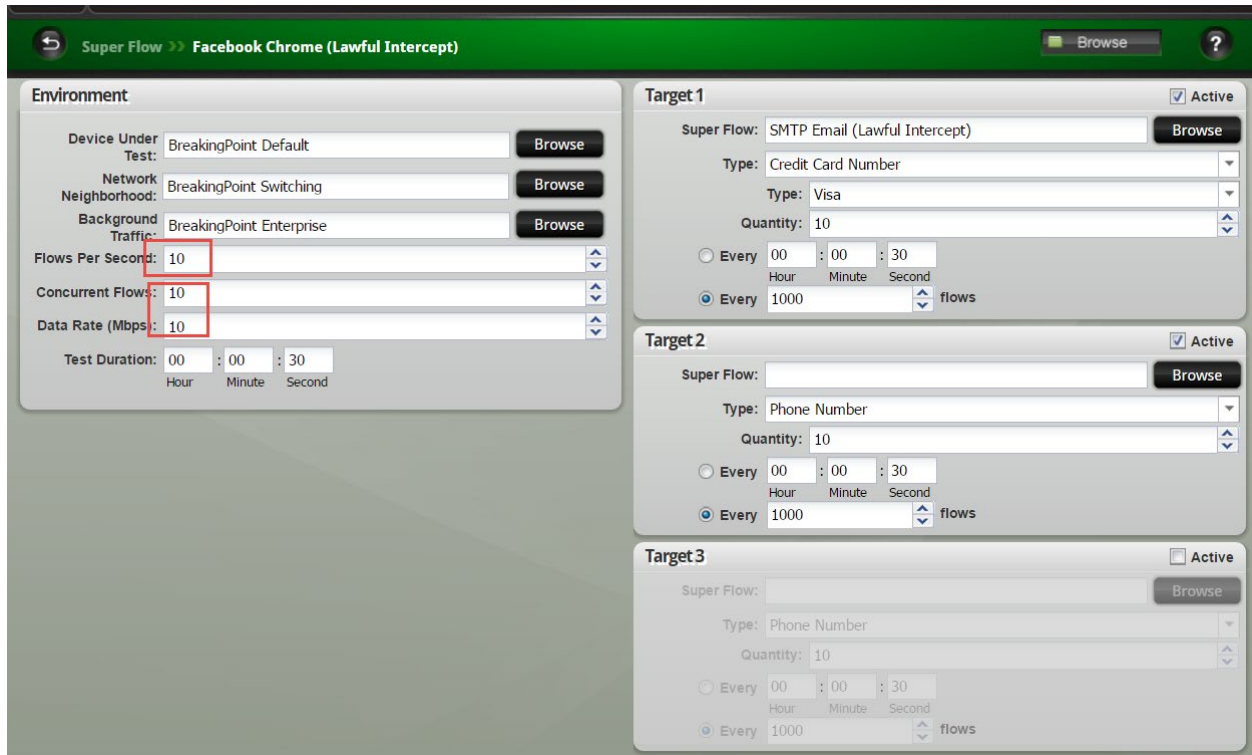 Super Flow >> Facebook Chrome (Lawful Intercept)
Browse
?
Environment
Device Under Test: BreakingPoint Default Browse
Network Neighborhood: BreakingPoint Switching Browse
Background Traffic: BreakingPoint Enterprise Browse
Flows Per Second: 10
Concurrent Flows: 10
Data Rate (Mbps): 10
Test Duration: 00 : 00 : 30
Hour Minute Second
Target 1 Active
Super Flow: SMTP Email (Lawful Intercept) Browse
Type: Credit Card Number
Type: Visa
Quantity: 10
Every 00 : 00 : 30
Hour Minute Second
Every 1000 flows
Target 2 Active
Super Flow: Browse
Type: Phone Number
Quantity: 10
Every 00 : 00 : 30
Hour Minute Second
Every 1000 flows
Target 3 Active
Super Flow: Browse
Type: Phone Number
Quantity: 10
Every 00 : 00 : 30
Hour Minute Second
Every 1000 flows